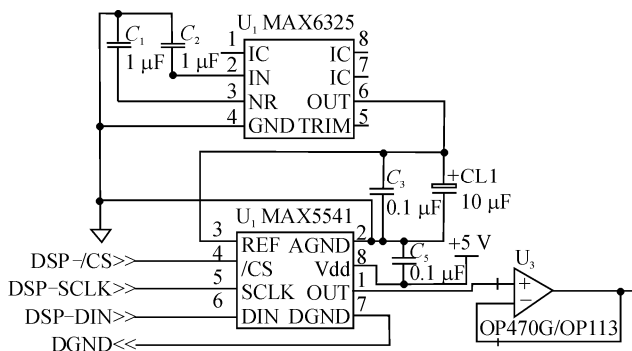 U₁ MAX6325
C₁
C₂
1 μF
1 μF
1 IC IC 8
2 IN IC 7
3 NR OUT 6
4 GND TRIM 5
C₃
0.1 μF
+CL1
10 μF
U₁ MAX5541
3 REF AGND 2
DSP-/CS>> 4 /CS Vdd 8
DSP-SCLK>> 5 SCLK OUT 1
DSP-DIN>> 6 DIN DGND 7
DGND<<
C₅
0.1 μF
+5 V
U₃
+
−
OP470G/OP113